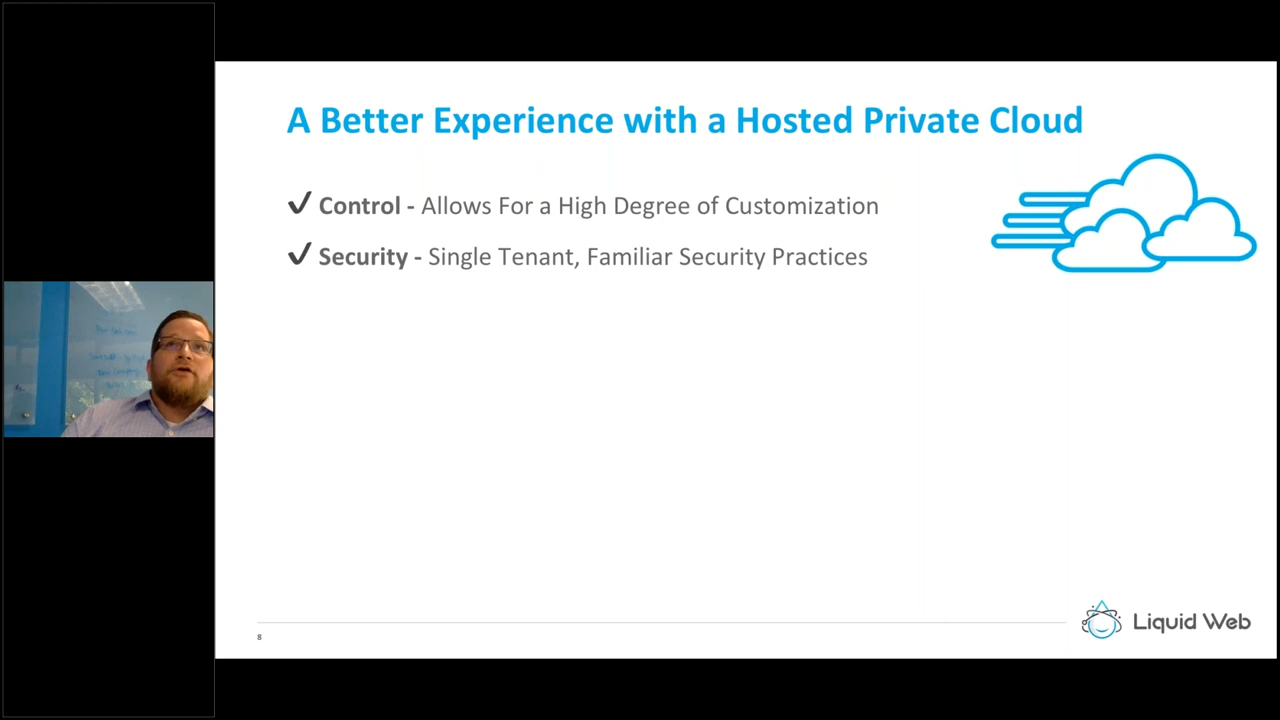 A Better Experience with a Hosted Private Cloud
✔ Control - Allows For a High Degree of Customization
✔ Security - Single Tenant, Familiar Security Practices
8
Liquid Web